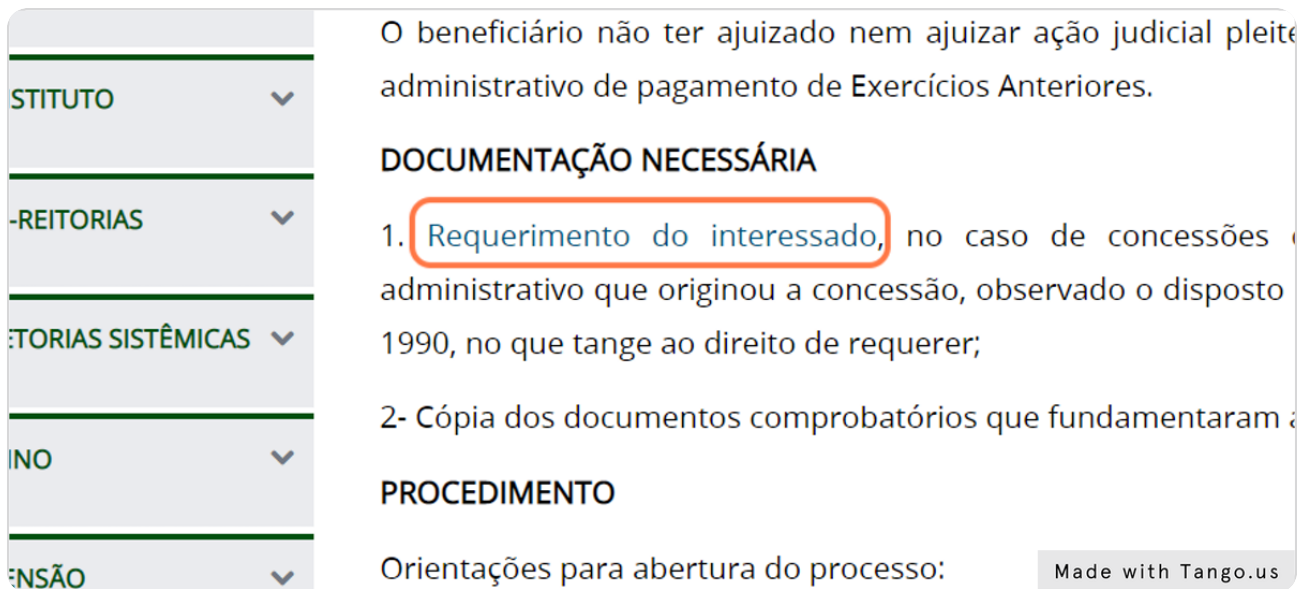 STITUTO
-REITORIAS
TORIAS SISTÊMICAS
INO
ENSÃO
O beneficiário não ter ajuizado nem ajuizar ação judicial
administrativo de pagamento de Exercícios Anteriores.
DOCUMENTAÇÃO NECESSÁRIA
1. Requerimento do interessado, no caso de concessões
administrativo que originou a concessão, observado o disposto
1990, no que tange ao direito de requerer;
2- Cópia dos documentos comprobatórios que fundamentaram
PROCEDIMENTO
Orientações para abertura do processo:
Made with Tango.us